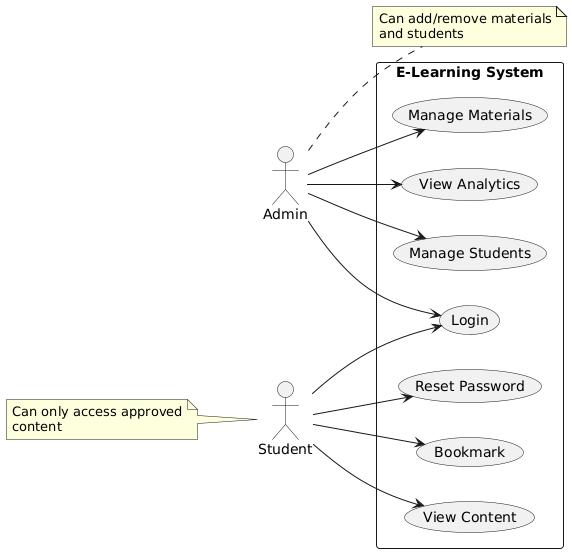 Can add/remove materials
and students
E-Learning System
Manage Materials
View Analytics
Admin
Manage Students
Login
Reset Password
Can only access approved
content
Student
Bookmark
View Content